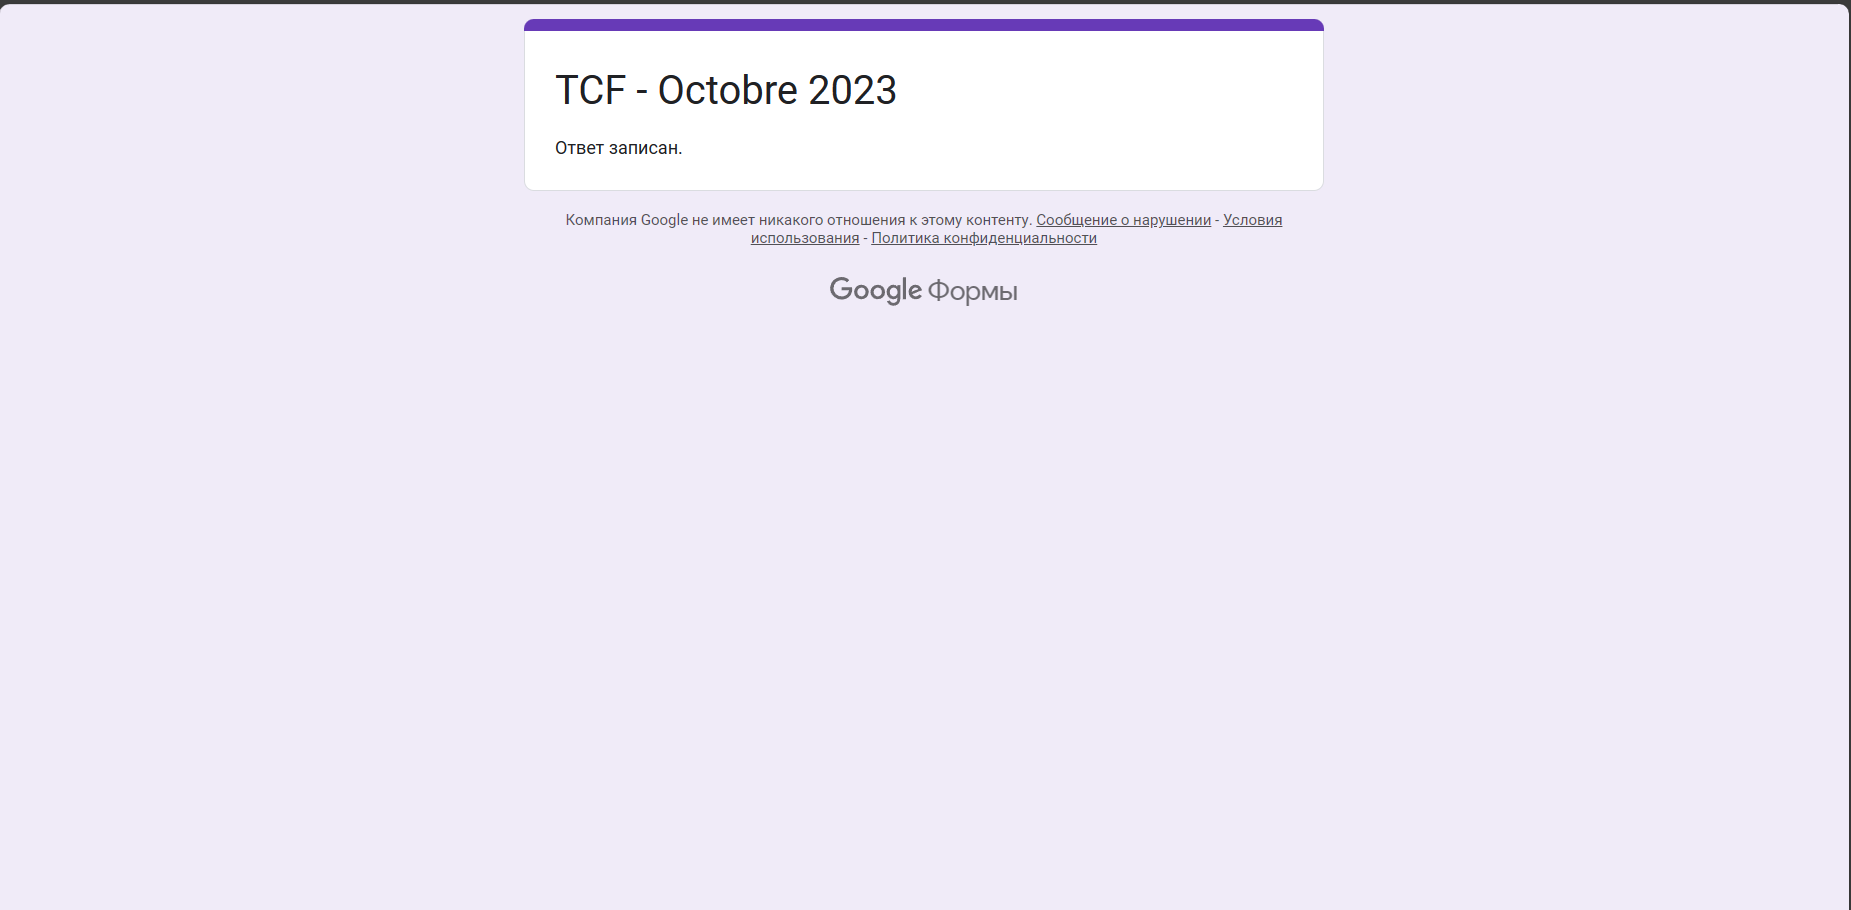 TCF - Octobre 2023
Ответ записан.
Компания Google не имеет никакого отношения к этому контенту. Сообщение о нарушении - Условия
использования - Политика конфиденциальности
Google Формы